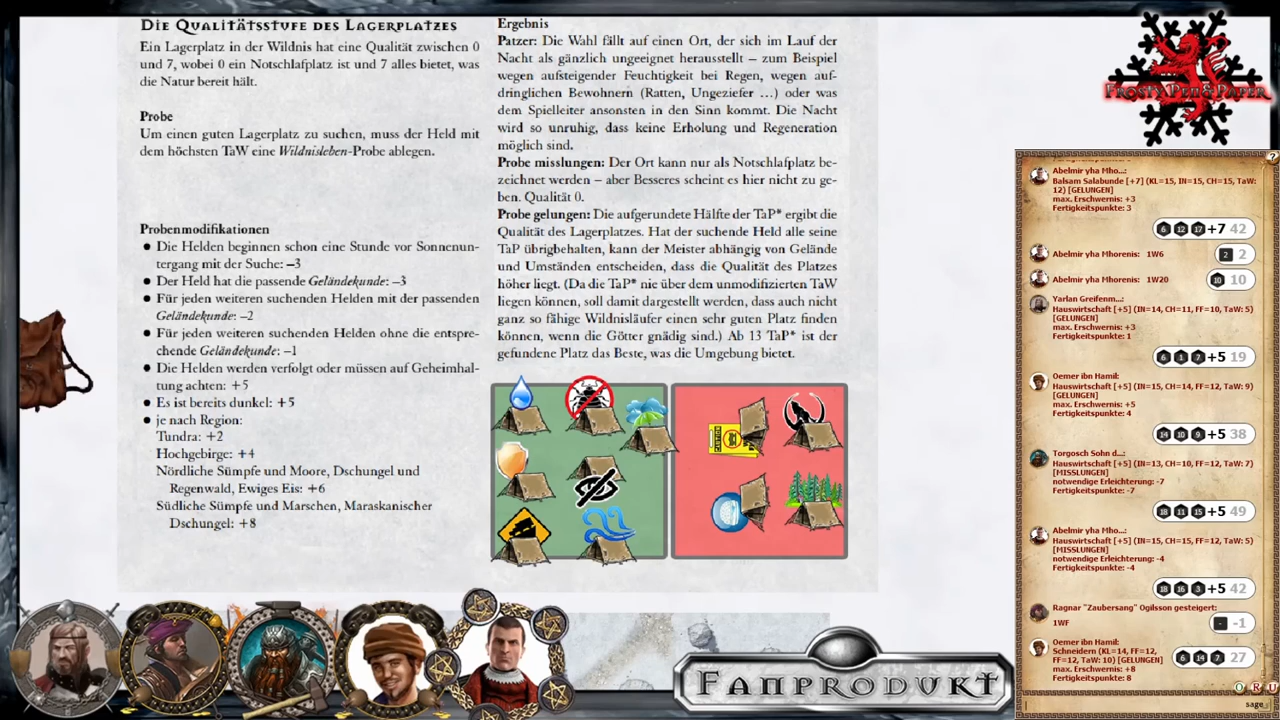 Die Qualitätsstufe des Lagerplatzes
Ein Lagerplatz in der Wildnis hat eine Qualität zwischen 0
und 7, wobei 0 ein Notschlafplatz ist und 7 alles bietet, was
die Natur bereit hält.
Probe
Um einen guten Lagerplatz zu suchen, muss der Held mit
dem höchsten TaW eine Wildnisleben-Probe ablegen.
Probenmodifikationen
● Die Helden beginnen schon eine Stunde vor Sonnenun-
tergang mit der Suche: –3
● Der Held hat die passende Geländekunde: –3
● Für jeden weiteren suchenden Helden mit der passenden
Geländekunde: –2
● Für jeden weiteren suchenden Helden ohne die entspre-
chende Geländekunde: –1
● Die Helden werden verfolgt oder müssen auf Geheimhal-
tung achten: +5
● Es ist bereits dunkel: +5
● je nach Region:
Tundra: +2
Hochgebirge: +4
Nördliche Sümpfe und Moore, Dschungel und
Regenwald, Ewiges Eis: +6
Südliche Sümpfe und Marschen, Maraskanischer
Dschungel: +8
Ergebnis
Patzer: Die Wahl fällt auf einen Ort, der sich im Lauf der
Nacht als gänzlich ungeeignet herausstellt – zum Beispiel
wegen aufsteigender Feuchtigkeit bei Regen, wegen auf-
dringlichen Bewohnern (Ratten, Ungeziefer ...) oder was
dem Spielleiter ansonsten in den Sinn kommt. Die Nacht
wird so unruhig, dass keine Erholung und Regeneration
möglich sind.
Probe misslungen: Der Ort kann nur als Notschlafplatz be-
zeichnet werden – aber Besseres scheint es hier nicht zu ge-
ben. Qualität 0.
Probe gelungen: Die aufgerundete Hälfte der TaP* ergibt die
Qualität des Lagerplatzes. Hat der suchende Held alle seine
TaP übrigbehalten, kann der Meister abhängig von Gelände
und Umständen entscheiden, dass die Qualität des Platzes
höher liegt. (Da die TaP* nie über dem unmodifizierten TaW
liegen können, soll damit dargestellt werden, dass auch nicht
ganz so fähige Wildnisläufer einen sehr guten Platz finden
können, wenn die Götter gnädig sind.) Ab 13 TaP* ist der
gefundene Platz das Beste, was die Umgebung bietet.
Fanprodukt
Frosty Pen & Paper
?
Abelmir yha Mho...:
Balsam Salabunde [+7] (KL=15, IN=15, CH=15, TaW:
12) [GELUNGEN]
max. Erschwernis: +3
Fertigkeitspunkte: 3
6 12 17 +7 42
Abelmir yha Mhorenis: 1W6
2 2
Abelmir yha Mhorenis: 1W20
10 10
Yarlan Greifenm...:
Hauswirtschaft [+5] (IN=14, CH=11, FF=10, TaW: 5)
[GELUNGEN]
max. Erschwernis: +3
Fertigkeitspunkte: 1
6 1 7 +5 19
Oemer ibn Hamil:
Hauswirtschaft [+5] (IN=15, CH=14, FF=12, TaW: 9)
[GELUNGEN]
max. Erschwernis: +5
Fertigkeitspunkte: 4
14 10 9 +5 38
Torgosch Sohn d...:
Hauswirtschaft [+5] (IN=13, CH=10, FF=12, TaW: 7)
[MISSLUNGEN]
notwendige Erleichterung: -7
Fertigkeitspunkte: -7
18 11 15 +5 49
Abelmir yha Mho...:
Hauswirtschaft [+5] (IN=15, CH=15, FF=12, TaW: 5)
[MISSLUNGEN]
notwendige Erleichterung: -4
Fertigkeitspunkte: -4
18 16 3 +5 42
Ragnar "Zaubersang" Ogilsson gesteigert:
1WF
- -1
Oemer ibn Hamil:
Schneidern (KL=14, FF=12,
FF=12, TaW: 10) [GELUNGEN]
max. Erschwernis: +8
Fertigkeitspunkte: 8
6 14 7 27
O R U
sage